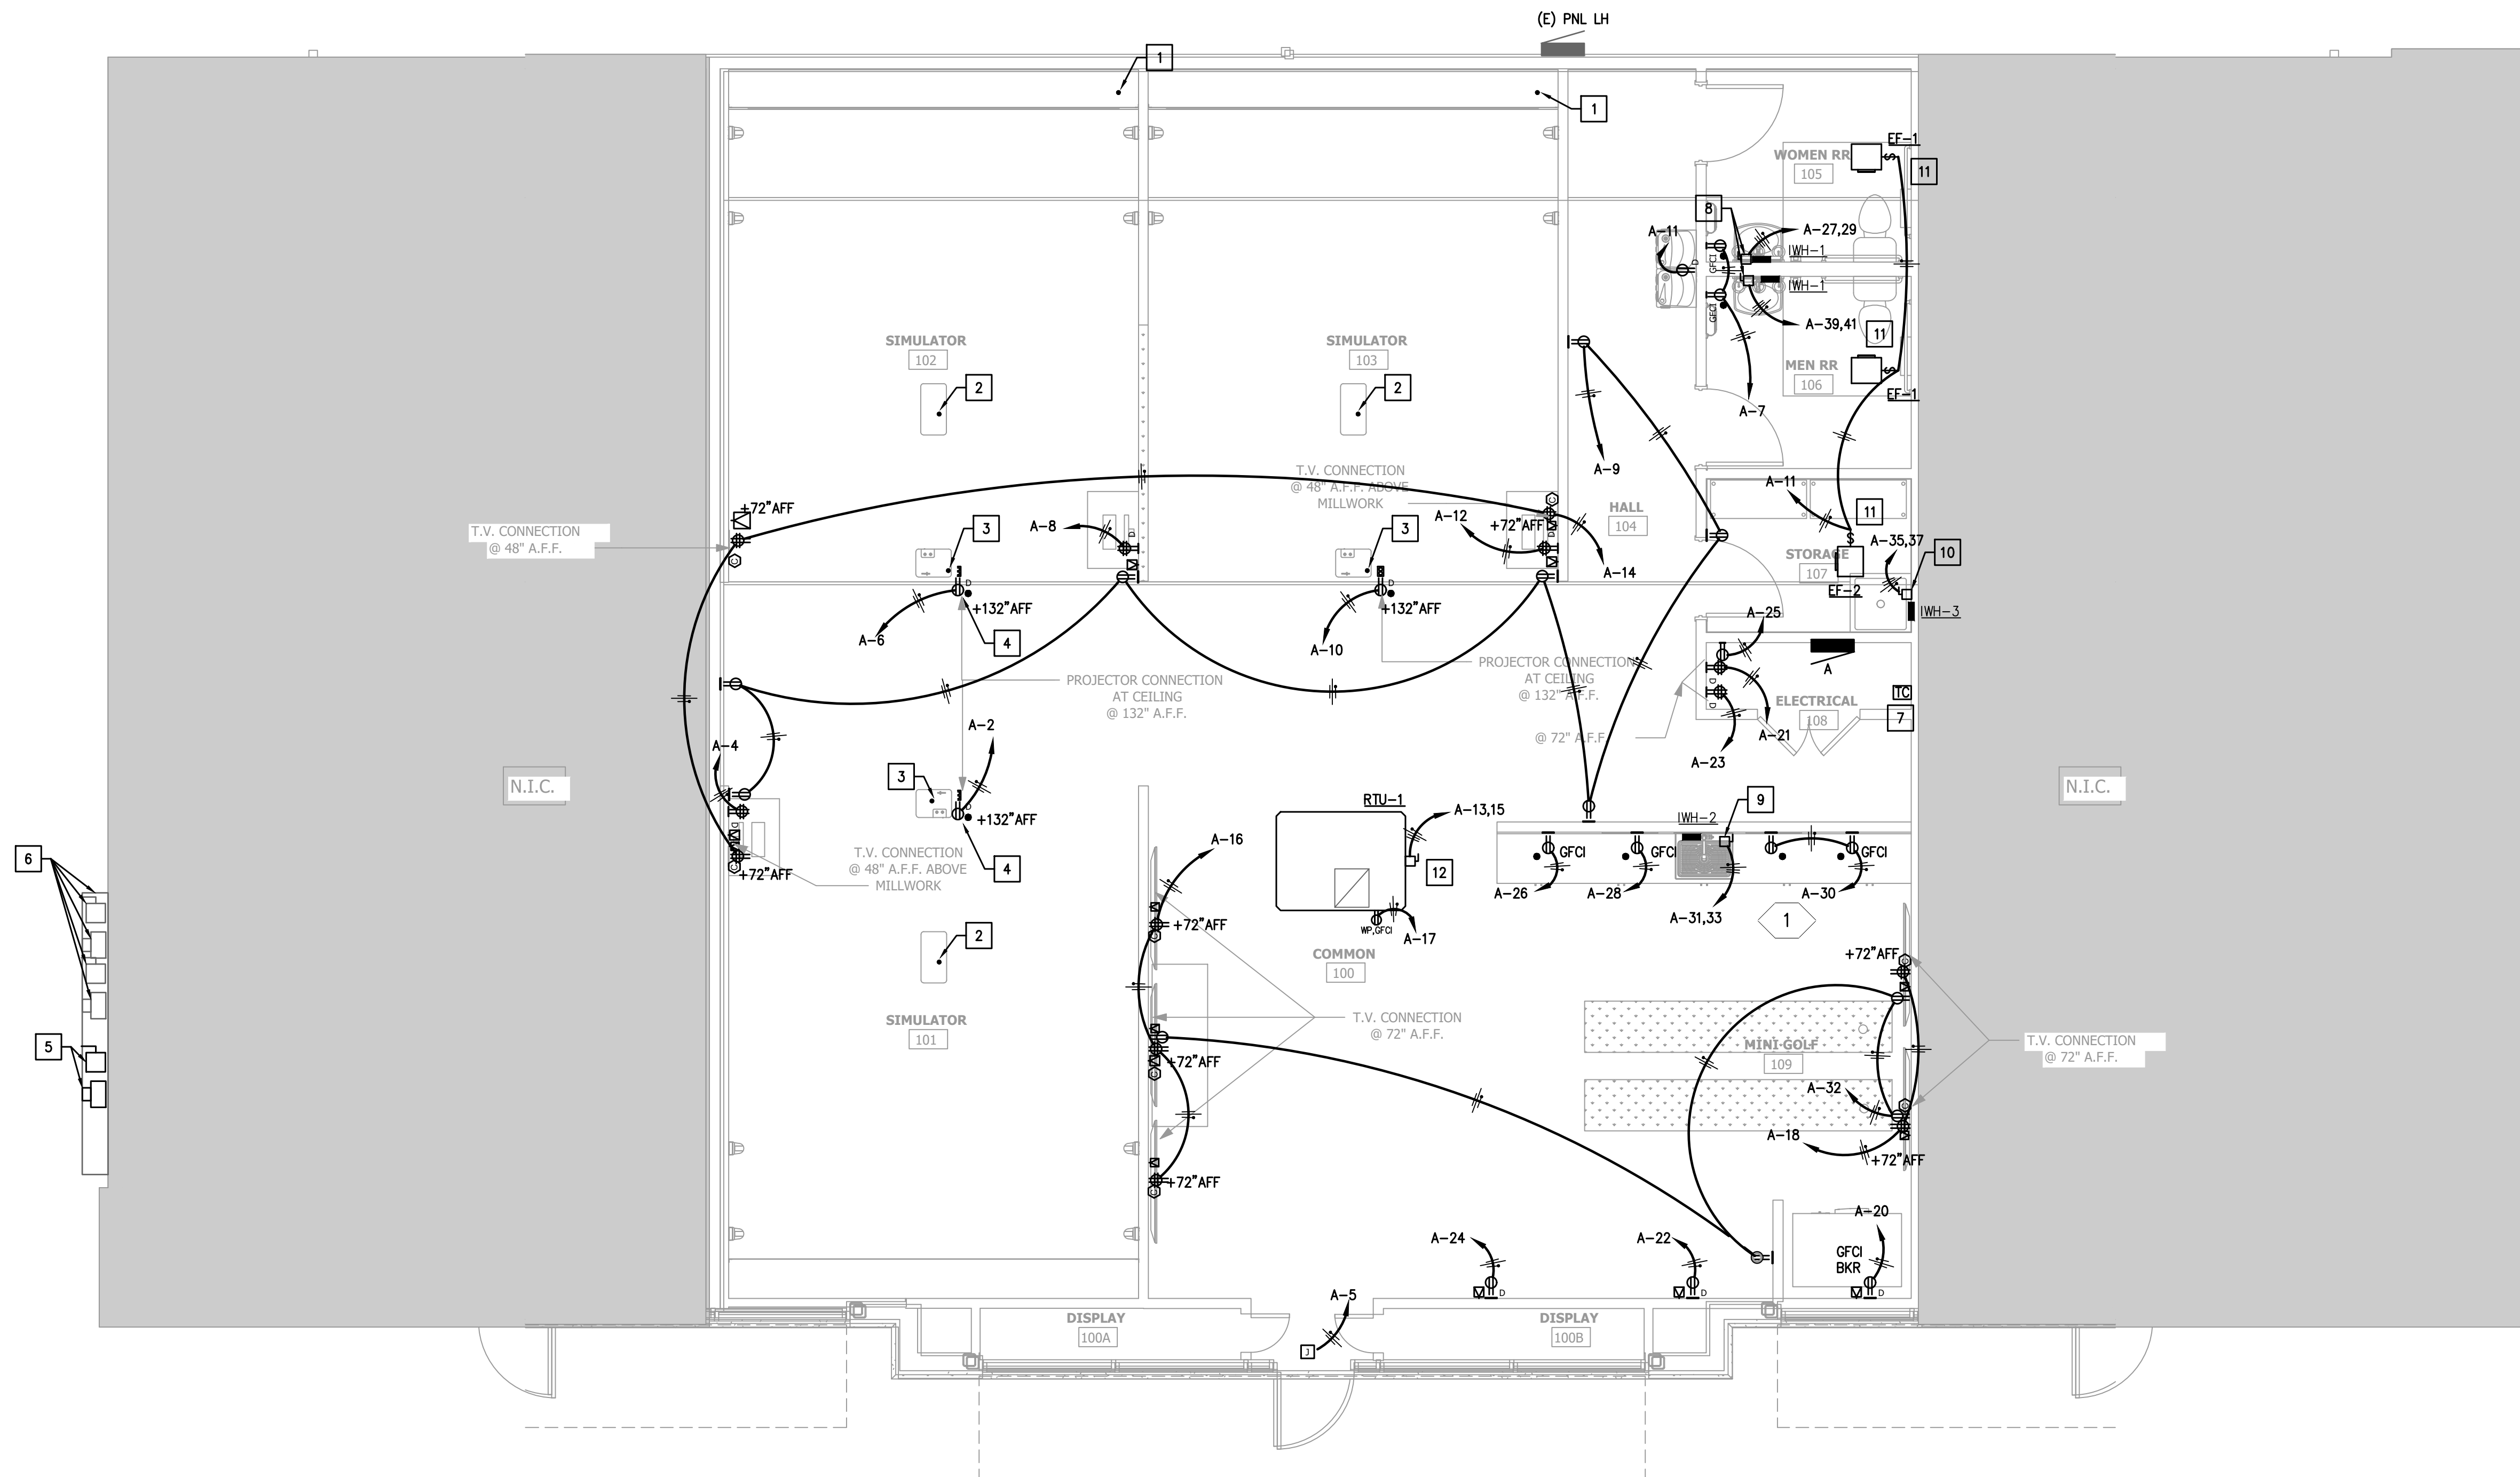 (E) PNL LH
1
1
EF-1
WOMEN RR
105
11
8
A-11
A-27,29
IWH-1
GFCI
IWH-1
GFCI
A-39,41
11
SIMULATOR
102
SIMULATOR
103
MEN RR
106
EF-1
2
2
A-7
A-9
T.V. CONNECTION
@ 48" A.F.F. ABOVE
MILLWORK
A-11
HALL
104
11
+72"AFF
T.V. CONNECTION
@ 48" A.F.F.
A-8
3
3
A-12
+72"AFF
A-14
A-35,37
10
STORAGE
107
EF-2
IWH-3
+132"AFF
+132"AFF
A-6
4
A-10
A-25
PROJECTOR CONNECTION
AT CEILING
@ 132" A.F.F.
PROJECTOR CONNECTION
AT CEILING
@ 132" A.F.F.
A
TC
ELECTRICAL
108
7
A-2
A-4
@ 72" A.F.F.
A-21
A-23
N.I.C.
N.I.C.
3
+132"AFF
RTU-1
A-13,15
IWH-2
9
6
T.V. CONNECTION
@ 48" A.F.F. ABOVE
MILLWORK
A-16
GFCI
GFCI
GFCI
4
12
+72"AFF
A-26
A-28
A-30
A-31,33
2
+72"AFF
WP,GFCI
A-17
1
COMMON
100
+72"AFF
SIMULATOR
101
T.V. CONNECTION
@ 72" A.F.F.
5
MINI GOLF
109
T.V. CONNECTION
@ 72" A.F.F.
+72"AFF
A-32
A-18
+72"AFF
+72"AFF
A-24
A-22
A-20
GFCI
BKR
D
D
D
A-5
DISPLAY
100A
DISPLAY
100B
J